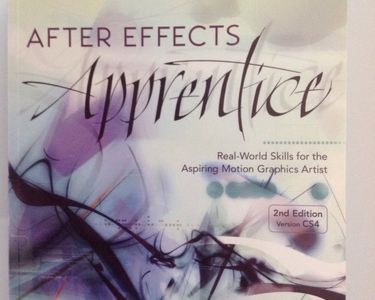 AFTER EFFECTS
Apprentice
Real-World Skills for the
Aspiring Motion Graphics Artist
2nd Edition
Version CS4